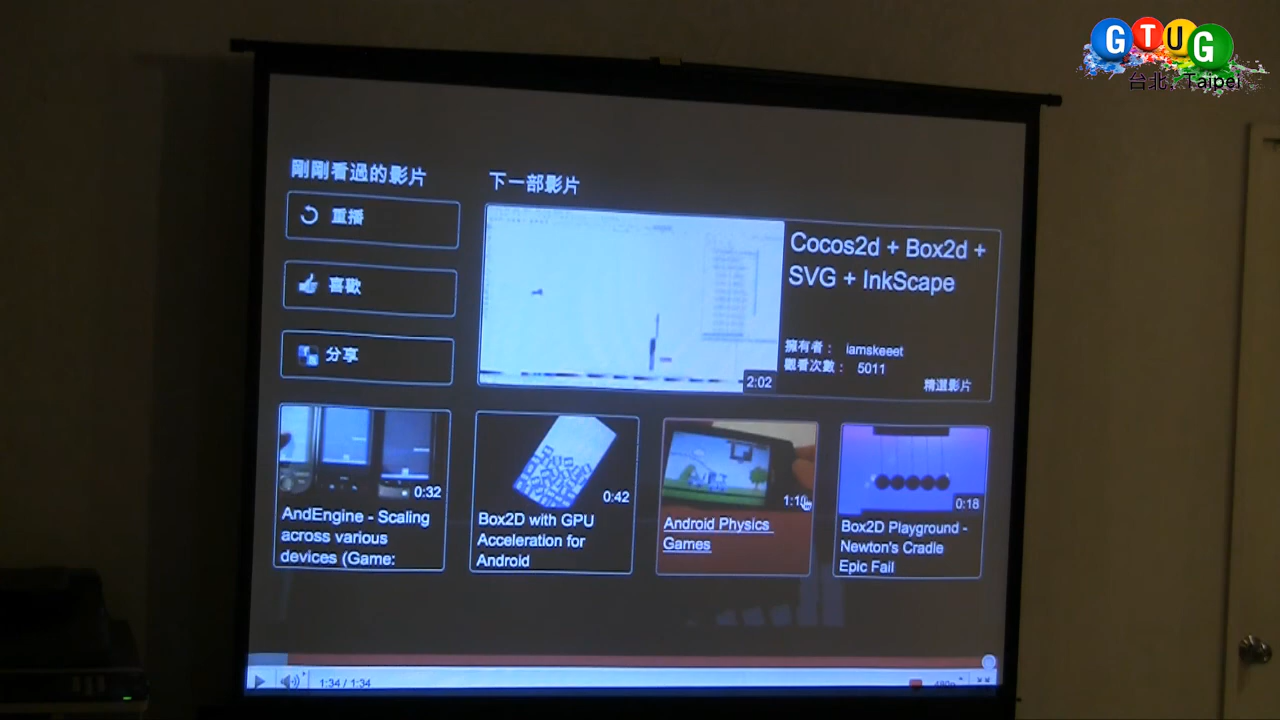 GTUG
台北, Taipei
剛剛看過的影片
重播
喜歡
分享
下一部影片
2:02
Cocos2d + Box2d +
SVG + InkScape
擁有者： iamskeeet
觀看次數： 5011
精選影片
0:32
AndEngine - Scaling
across various
devices (Game:
0:42
Box2D with GPU
Acceleration for
Android
Android Physics
Games
0:18
Box2D Playground -
Newton's Cradle
Epic Fail
1:34 / 1:34
480p